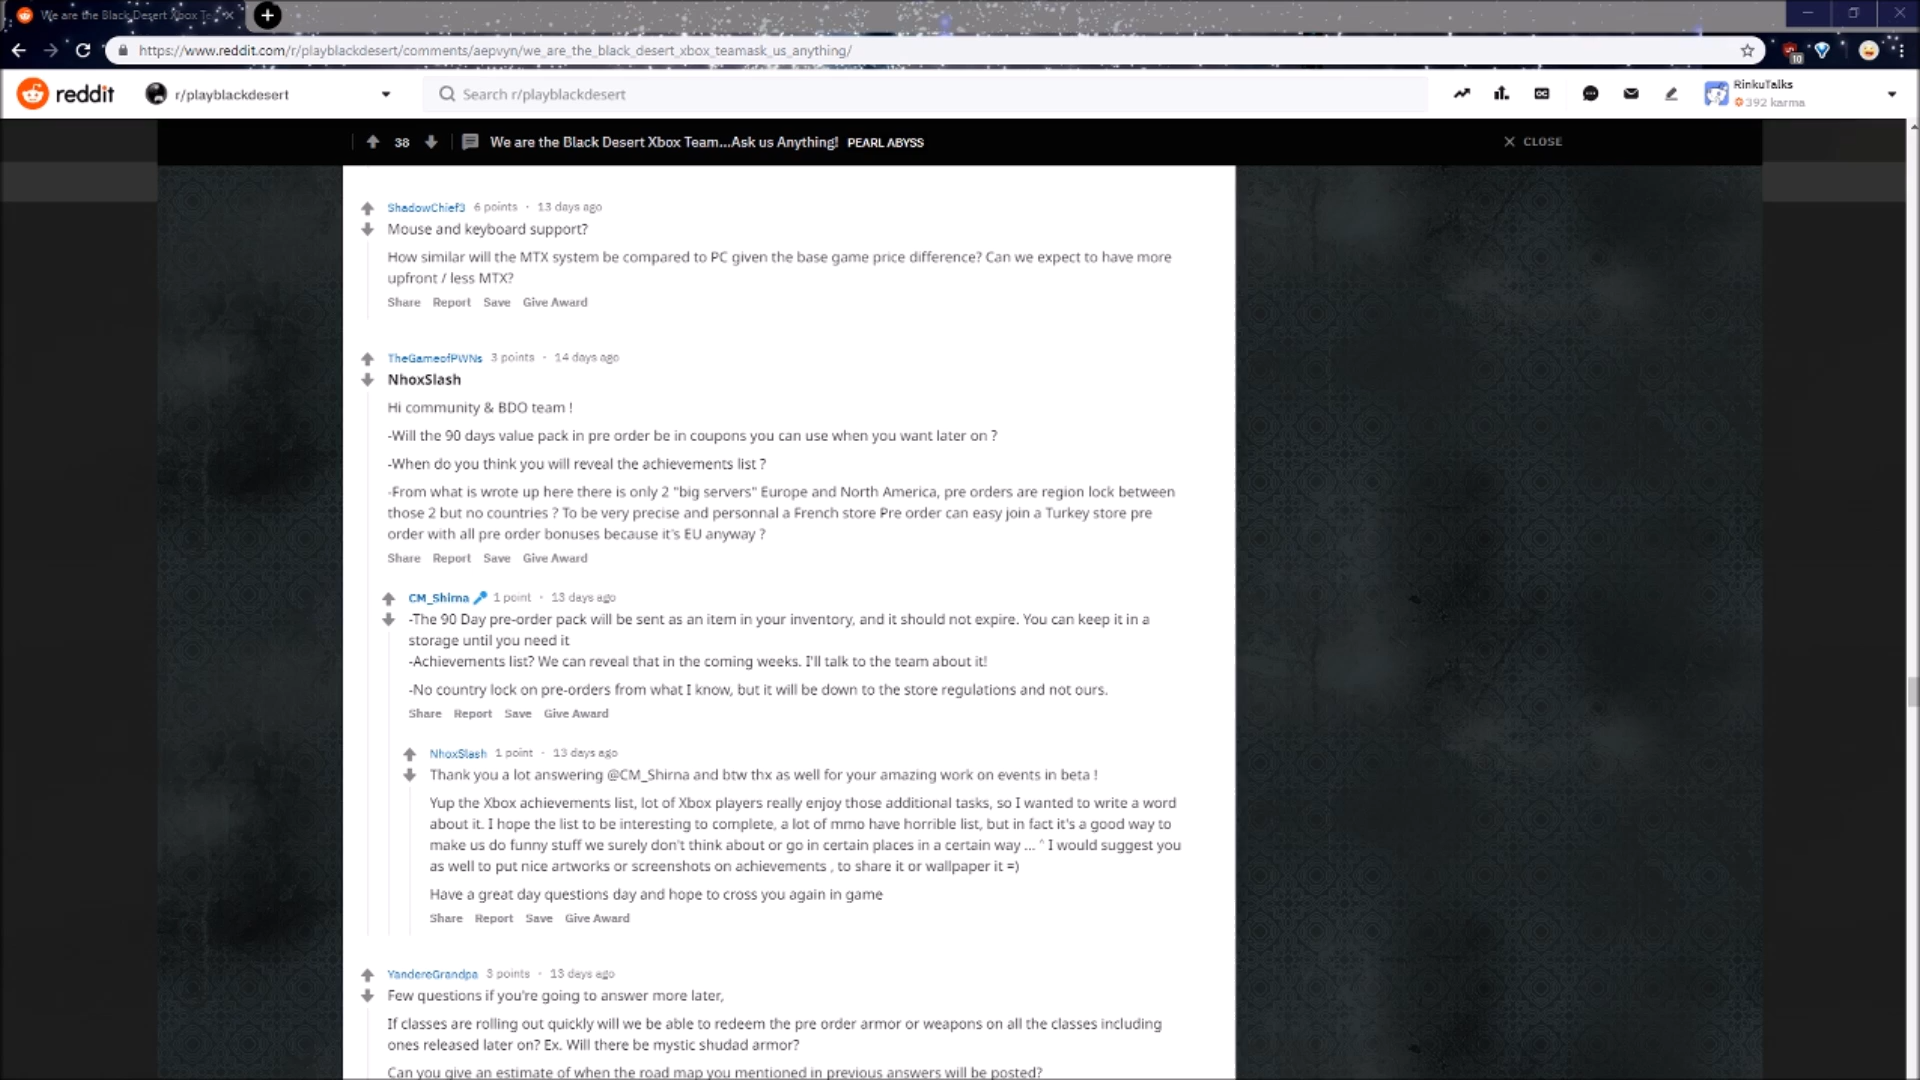 We are the Black Desert Xbox Te
https://www.reddit.com/r/playblackdesert/comments/aepvyn/we_are_the_black_desert_xbox_teamask_us_anything/
10
reddit
r/playblackdesert
Search r/playblackdesert
RinkuTalks
392 karma
38
We are the Black Desert Xbox Team...Ask us Anything! PEARL ABYSS
CLOSE
ShadowChief3 6 points · 13 days ago
Mouse and keyboard support?
How similar will the MTX system be compared to PC given the base game price difference? Can we expect to have more
upfront / less MTX?
Share Report Save Give Award
TheGameofPWNs 3 points · 14 days ago
NhoxSlash
Hi community & BDO team !
-Will the 90 days value pack in pre order be in coupons you can use when you want later on ?
-When do you think you will reveal the achievements list ?
-From what is wrote up here there is only 2 "big servers" Europe and North America, pre orders are region lock between
those 2 but no countries ? To be very precise and personnal a French store Pre order can easy join a Turkey store pre
order with all pre order bonuses because it's EU anyway ?
Share Report Save Give Award
CM_Shirna 1 point · 13 days ago
-The 90 Day pre-order pack will be sent as an item in your inventory, and it should not expire. You can keep it in a
storage until you need it
-Achievements list? We can reveal that in the coming weeks. I'll talk to the team about it!
-No country lock on pre-orders from what I know, but it will be down to the store regulations and not ours.
Share Report Save Give Award
NhoxSlash 1 point · 13 days ago
Thank you a lot answering @CM_Shirna and btw thx as well for your amazing work on events in beta !
Yup the Xbox achievements list, lot of Xbox players really enjoy those additional tasks, so I wanted to write a word
about it. I hope the list to be interesting to complete, a lot of mmo have horrible list, but in fact it's a good way to
make us do funny stuff we surely don't think about or go in certain places in a certain way ... ^ I would suggest you
as well to put nice artworks or screenshots on achievements , to share it or wallpaper it =)
Have a great day questions day and hope to cross you again in game
Share Report Save Give Award
YandereGrandpa 3 points · 13 days ago
Few questions if you're going to answer more later,
If classes are rolling out quickly will we be able to redeem the pre order armor or weapons on all the classes including
ones released later on? Ex. Will there be mystic shudad armor?
Can you give an estimate of when the road map you mentioned in previous answers will be posted?